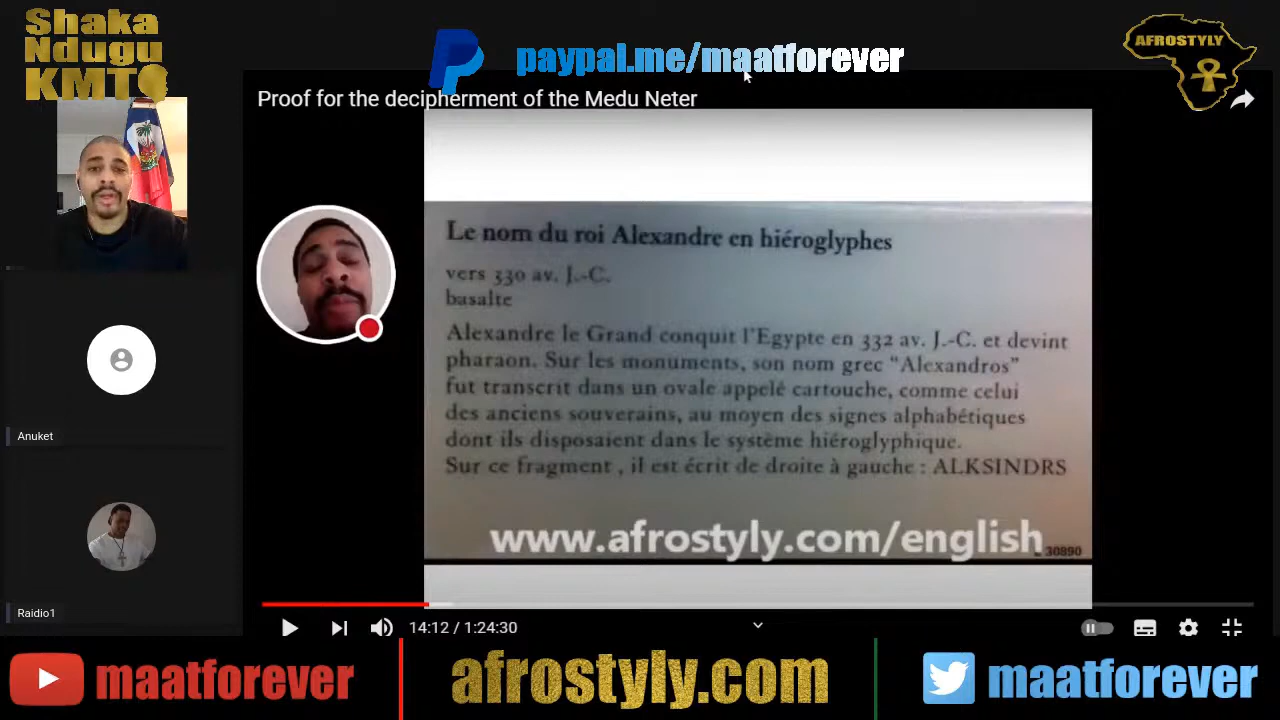 Shaka
Ndugu
KMT
paypal.me/maatforever
AFROSTYLY
Proof for the decipherment of the Medu Neter
Le nom du roi Alexandre en hiéroglyphes
vers 330 av. J.-C.
basalte
Alexandre le Grand conquit l'Egypte en 332 av. J.-C. et devint
pharaon. Sur les monuments, son nom grec "Alexandros"
fut transcrit dans un ovale appelé cartouche, comme celui
des anciens souverains, au moyen des signes alphabétiques
dont ils disposaient dans le système hiéroglyphique.
Sur ce fragment , il est écrit de droite à gauche : ALKSINDRS
www.afrostyly.com/english
30890
Anuket
Raidio1
14:12 / 1:24:30
maatforever
afrostyly.com
maatforever